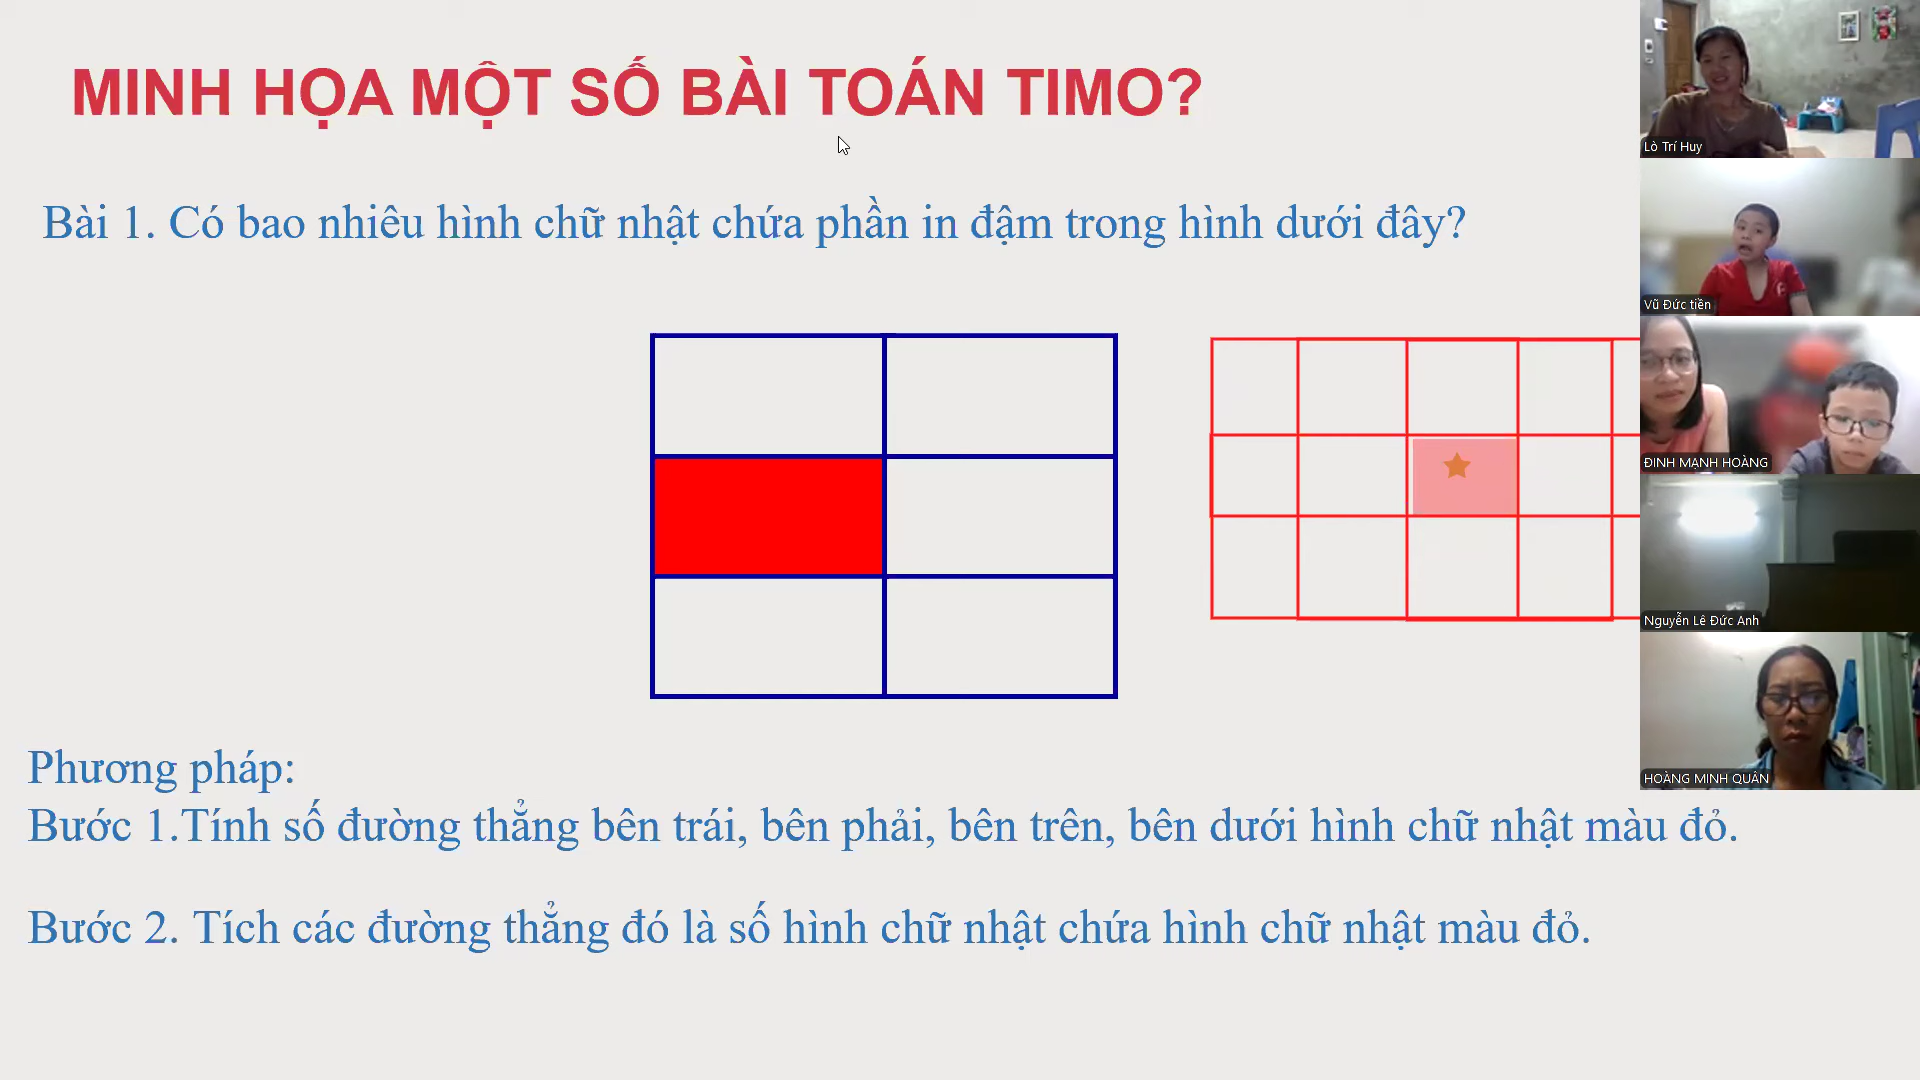 MINH HỌA MỘT SỐ BÀI TOÁN TIMO?
Bài 1. Có bao nhiêu hình chữ nhật chứa phần in đậm trong hình dưới đây?
Phương pháp:
Bước 1.Tính số đường thẳng bên trái, bên phải, bên trên, bên dưới hình chữ nhật màu đỏ.
Bước 2. Tích các đường thẳng đó là số hình chữ nhật chứa hình chữ nhật màu đỏ.
Lò Trí Huy
Vũ Đức tiền
ĐINH MẠNH HOÀNG
Nguyễn Lê Đức Anh
HOÀNG MINH QUÂN